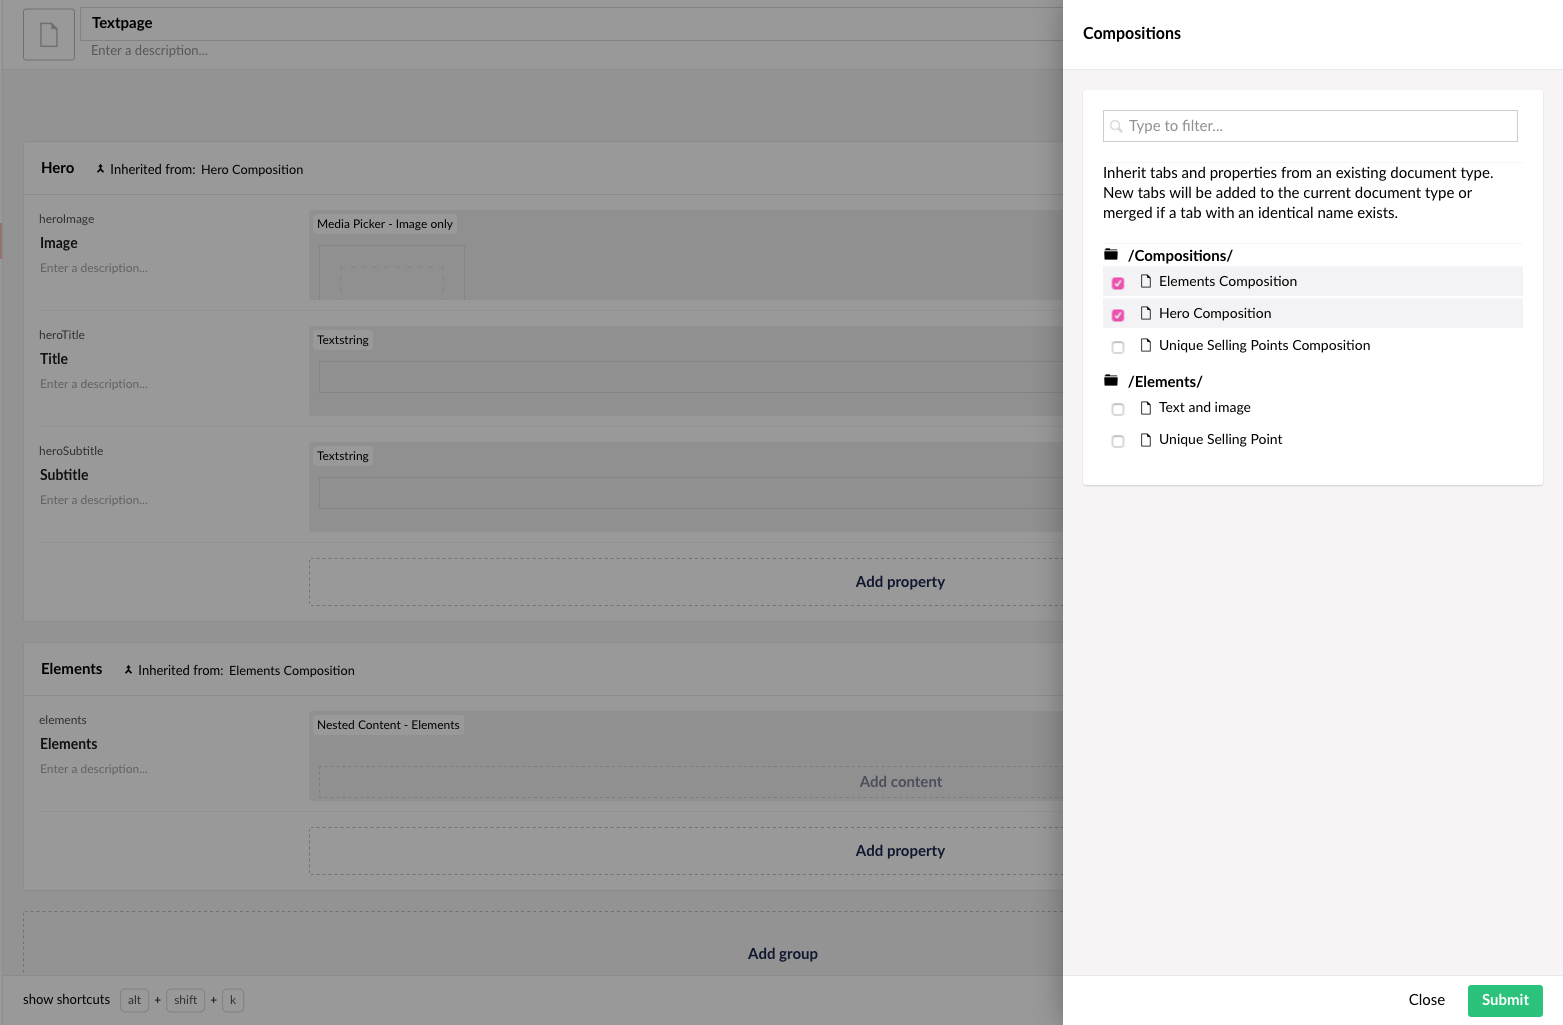 Textpage
Enter a description...
Hero Inherited from: Hero Composition
heroImage
Image
Enter a description...
Media Picker - Image only
heroTitle
Title
Enter a description...
Textstring
heroSubtitle
Subtitle
Enter a description...
Textstring
Add property
Elements Inherited from: Elements Composition
elements
Elements
Enter a description...
Nested Content - Elements
Add content
Add property
Add group
show shortcuts alt + shift + k
Compositions
Type to filter...
Inherit tabs and properties from an existing document type.
New tabs will be added to the current document type or
merged if a tab with an identical name exists.
/Compositions/
Elements Composition
Hero Composition
Unique Selling Points Composition
/Elements/
Text and image
Unique Selling Point
Close Submit